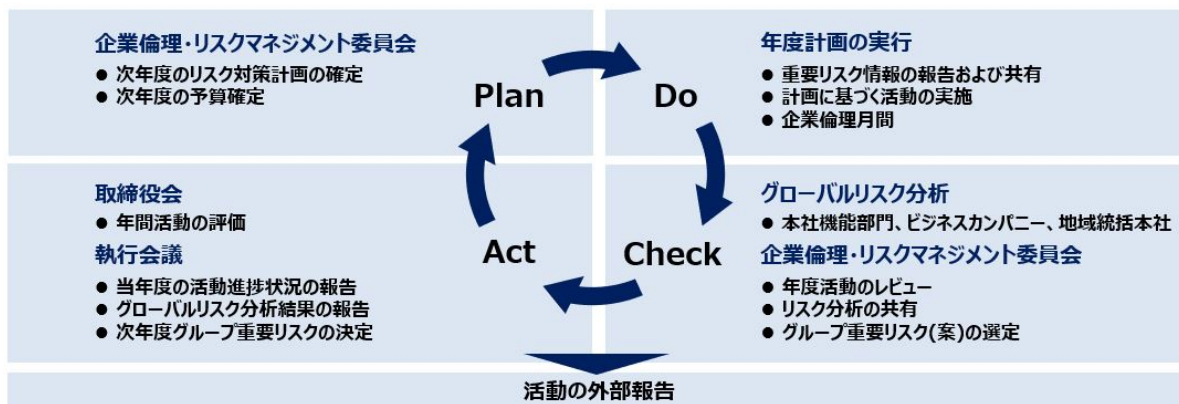 企業倫理・リスクマネジメント委員会
● 次年度のリスク対策計画の確定
● 次年度の予算確定
Plan
Do
年度計画の実行
● 重要リスク情報の報告および共有
● 計画に基づく活動の実施
● 企業倫理月間
取締役会
● 年間活動の評価
執行会議
● 当年度の活動進捗状況の報告
● グローバルリスク分析結果の報告
● 次年度グループ重要リスクの決定
Act
Check
グローバルリスク分析
● 本社機能部門、ビジネスカンパニー、地域統括本社
企業倫理・リスクマネジメント委員会
● 年度活動のレビュー
● リスク分析の共有
● グループ重要リスク(案)の選定
活動の外部報告